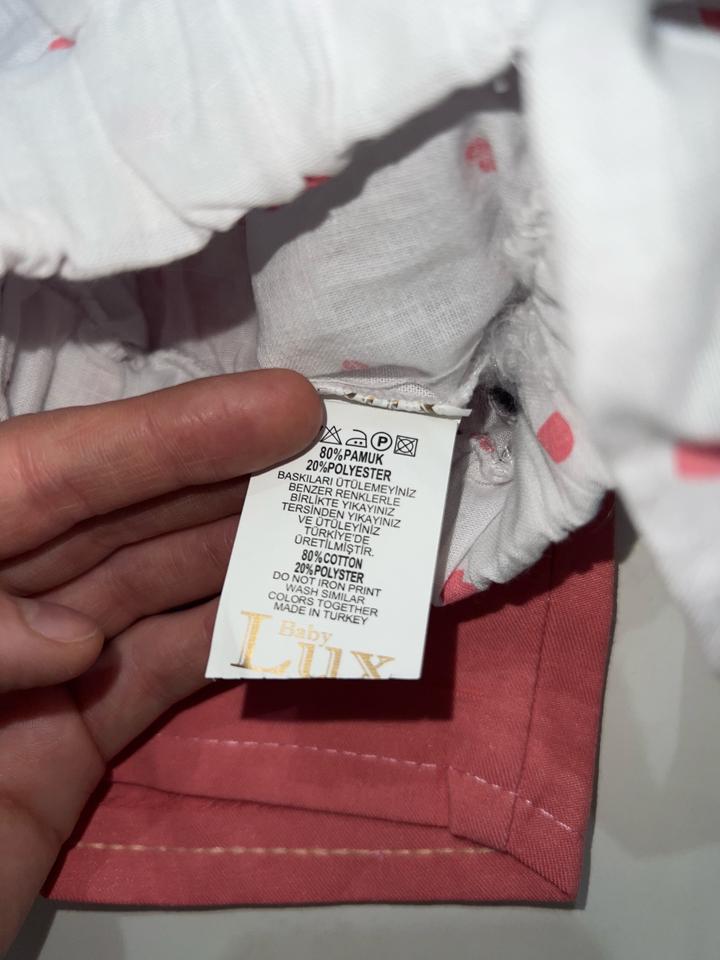 P
80%PAMUK
20%POLYESTER
BASKILARI ÜTÜLEMEYİNİZ
BENZER RENKLERLE
BİRLİKTE YIKAYINIZ
TERSİNDEN YIKAYINIZ
VE ÜTÜLEYİNİZ
TÜRKİYE'DE
ÜRETİLMİŞTİR.
80%COTTON
20%POLYSTER
DO NOT IRON PRINT
WASH SIMILAR
COLORS TOGETHER
MADE IN TURKEY
Baby
Lux